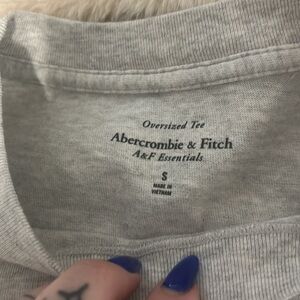 Oversized Tee
Abercrombie & Fitch
A&F Essentials
S
MADE IN
VIETNAM